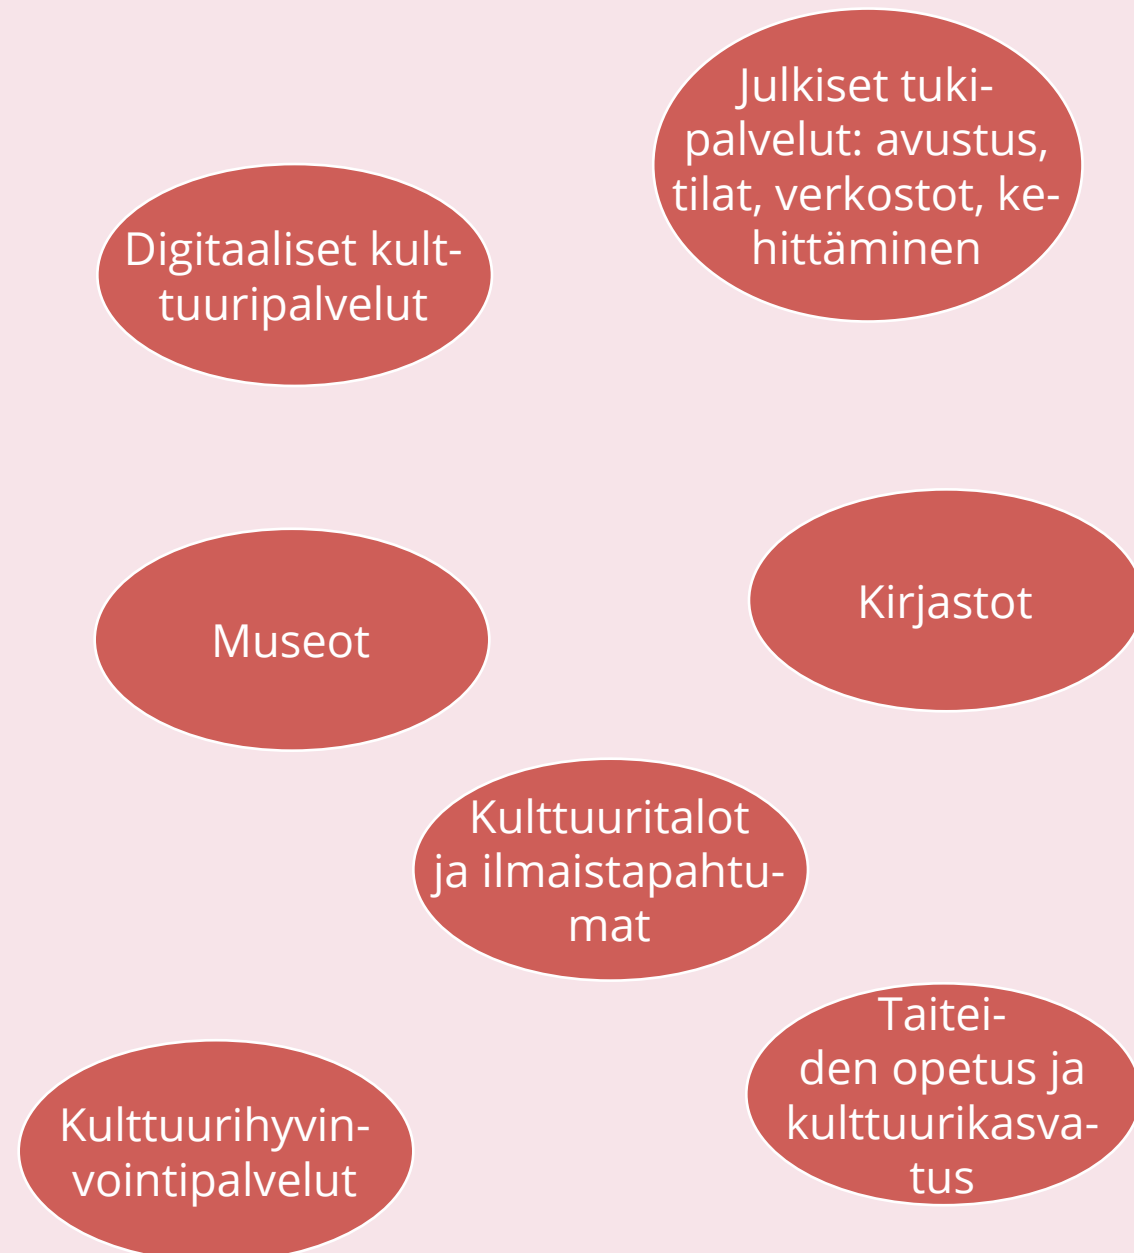 Julkiset tuki-
palvelut: avustus,
tilat, verkostot, ke-
hittäminen
Digitaaliset kult-
tuuripalvelut
Museot
Kirjastot
Kulttuuritalot
ja ilmaistapahtu-
mat
Taitei-
den opetus ja
kulttuurikasva-
tus
Kulttuurihyvin-
vointipalvelut